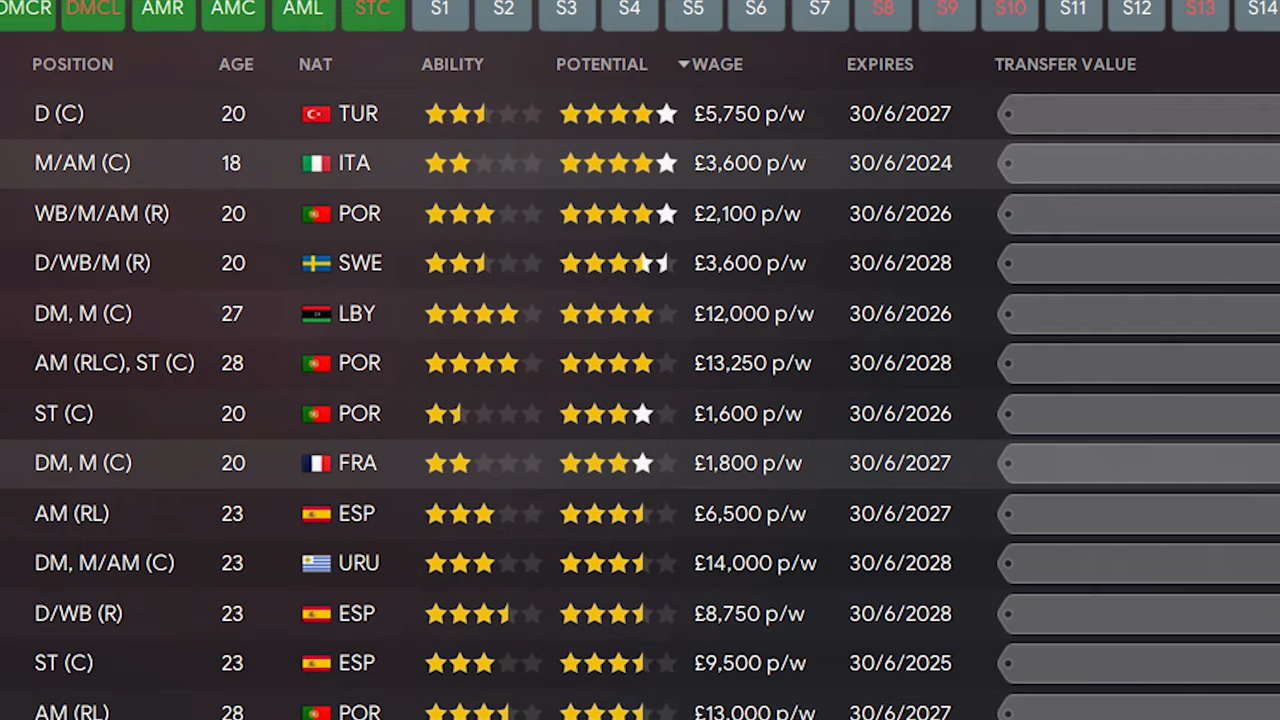 DMCR DMCL AMR AMC AML STC S1 S2 S3 S4 S5 S6 S7 S8 S9 S10 S11 S12 S13 S14
POSITION AGE NAT ABILITY POTENTIAL WAGE EXPIRES TRANSFER VALUE
D (C) 20 TUR £5,750 p/w 30/6/2027
M/AM (C) 18 ITA £3,600 p/w 30/6/2024
WB/M/AM (R) 20 POR £2,100 p/w 30/6/2026
D/WB/M (R) 20 SWE £3,600 p/w 30/6/2028
DM, M (C) 27 LBY £12,000 p/w 30/6/2026
AM (RLC), ST (C) 28 POR £13,250 p/w 30/6/2028
ST (C) 20 POR £1,600 p/w 30/6/2026
DM, M (C) 20 FRA £1,800 p/w 30/6/2027
AM (RL) 23 ESP £6,500 p/w 30/6/2027
DM, M/AM (C) 23 URU £14,000 p/w 30/6/2028
D/WB (R) 23 ESP £8,750 p/w 30/6/2028
ST (C) 23 ESP £9,500 p/w 30/6/2025
AM (RL) 28 POR £13,000 p/w 30/6/2027